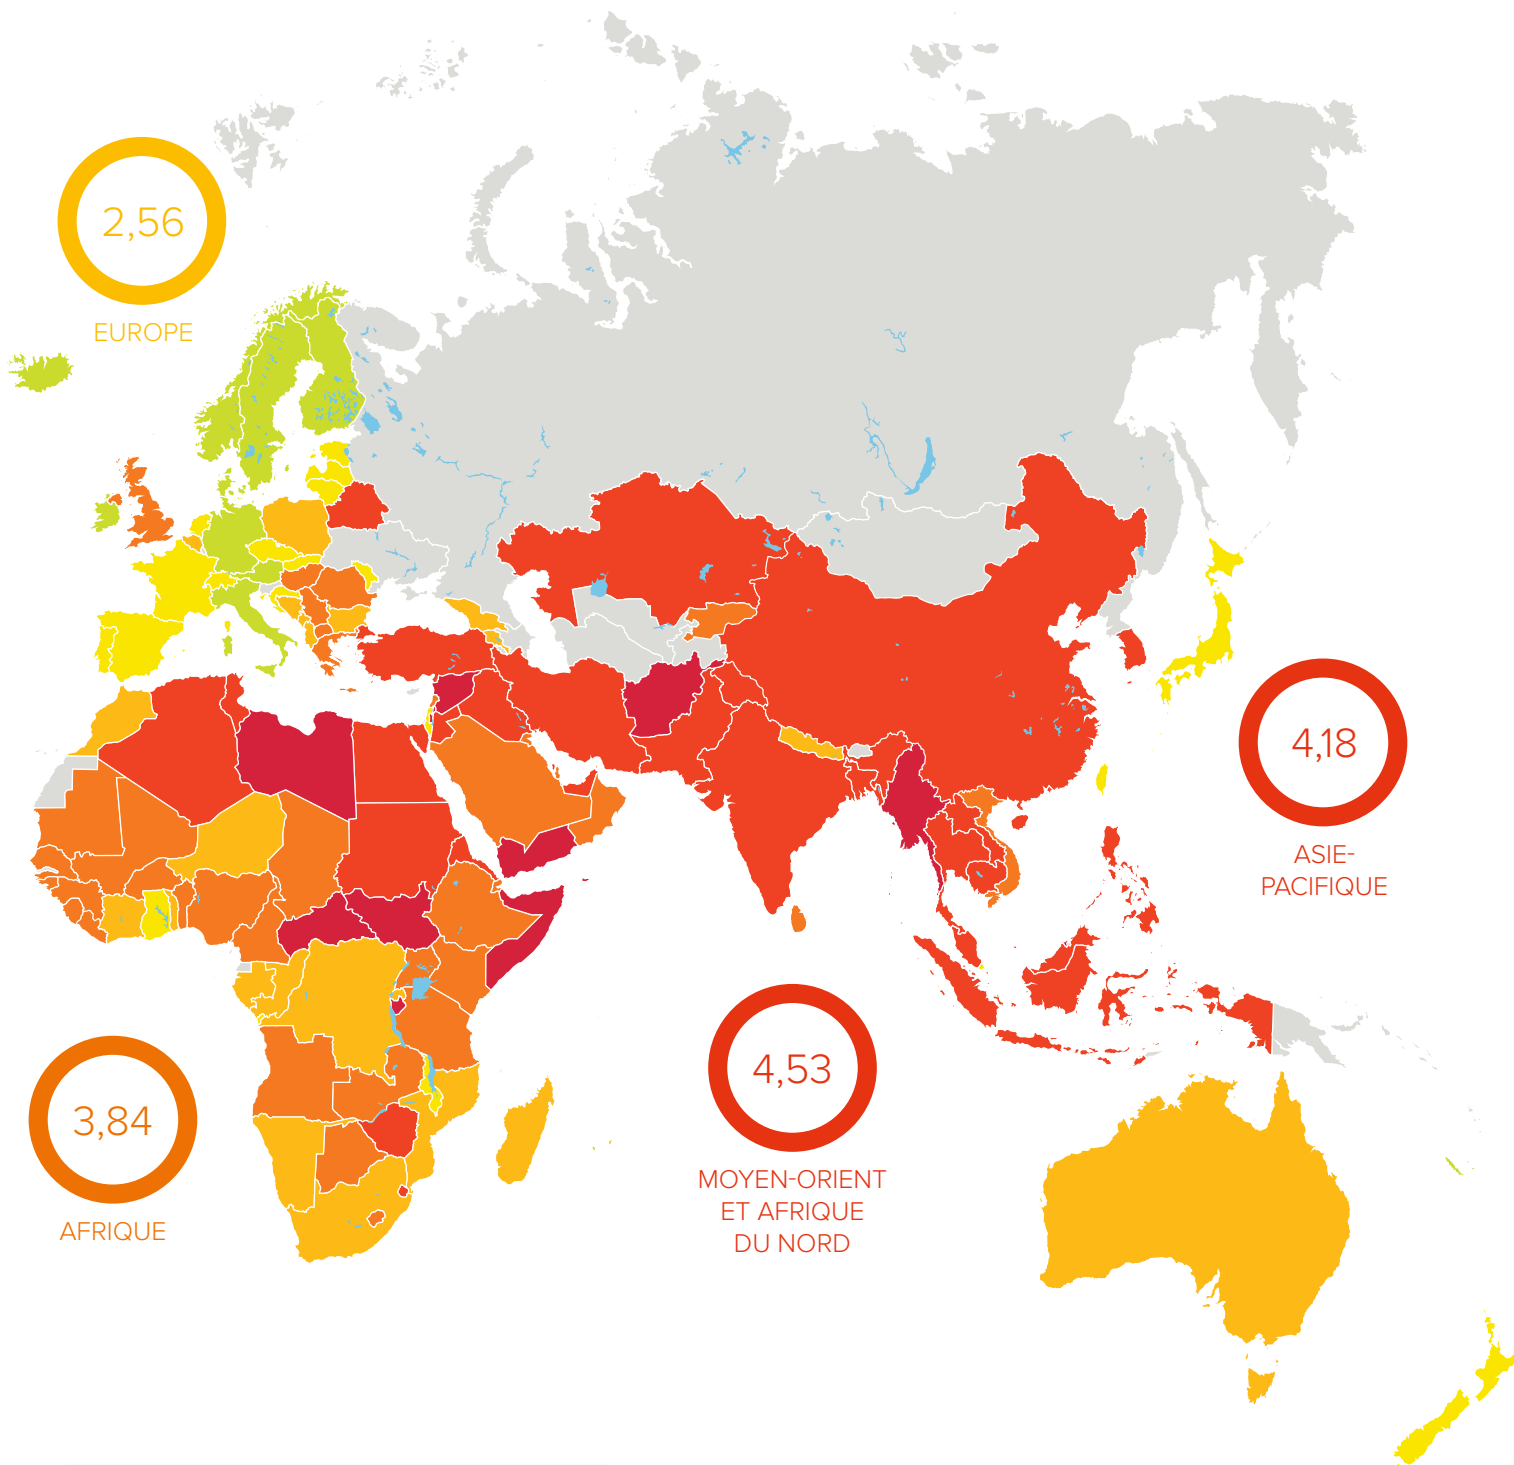 2,56
EUROPE
4,18
ASIE-
PACIFIQUE
4,53
MOYEN-ORIENT
ET AFRIQUE
DU NORD
3,84
AFRIQUE